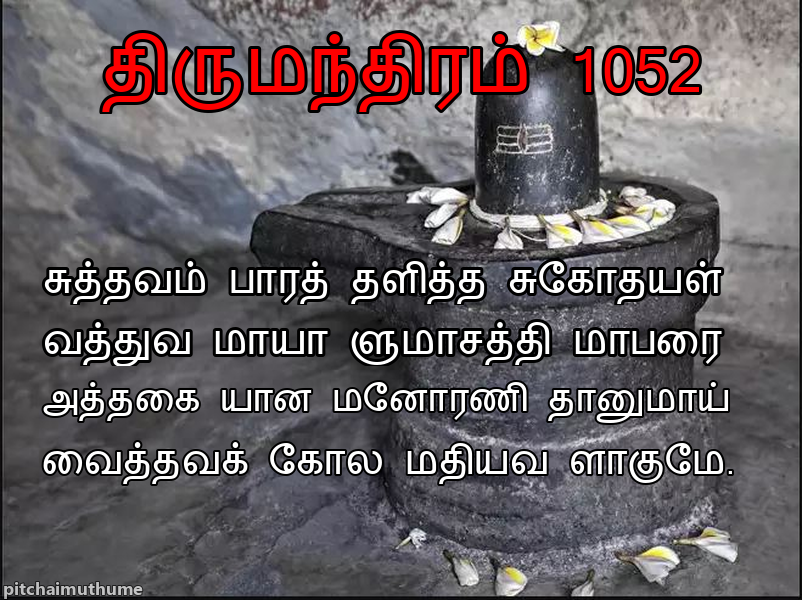 திருமந்திரம் 1052
சுத்தவம் பாரத் தளித்த சுகோதயள்
வத்துவ மாயா ளுமாசத்தி மாபரை
அத்தகை யான மனோரணி தானுமாய்
வைத்தவக் கோல மதியவ ளாகுமே.
pitchaimuthume